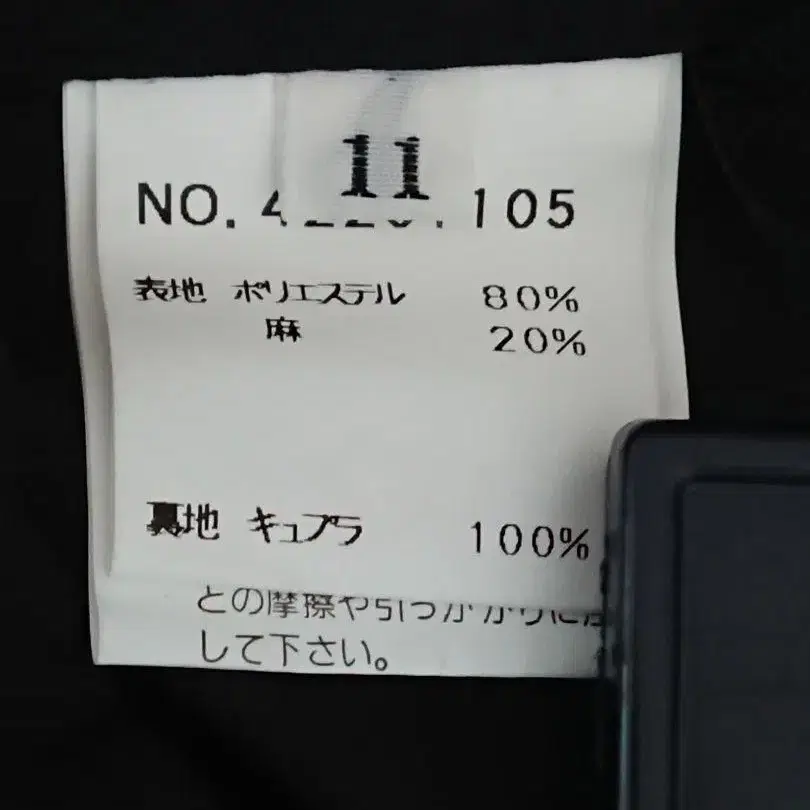 11
NO. 105
表地 ポリエステル 80%
麻 20%
裏地 キュプラ 100%
との摩擦や引っかかりに
して下さい。